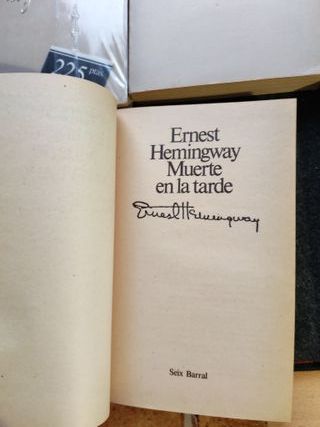 225 ptas.
Ernest
Hemingway
Muerte
en la tarde
Ernest Hemingway
Seix Barral